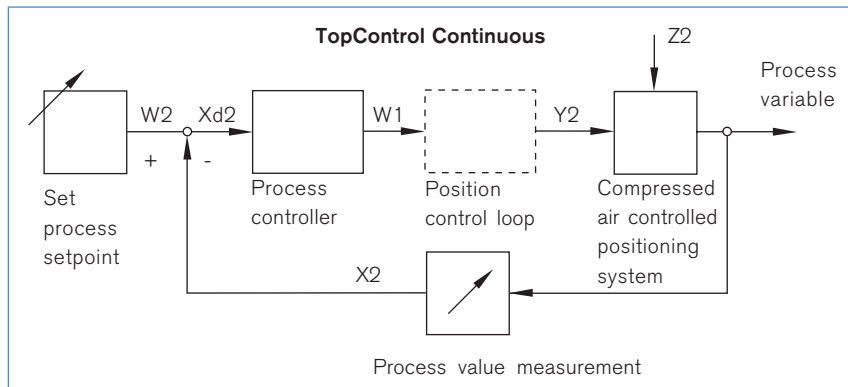 TopControl Continuous
Z2
Process
variable
W2
Xd2
W1
Y2
+
-
Set
process
setpoint
Process
controller
Position
control loop
Compressed
air controlled
positioning
system
X2
Process value measurement